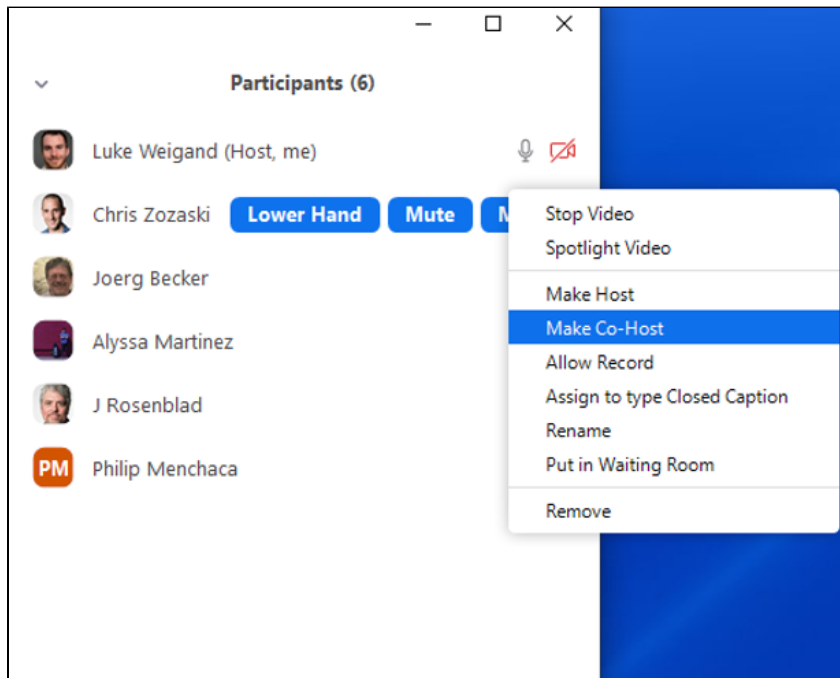 Participants (6)
Luke Weigand (Host, me)
Chris Zozaski Lower Hand Mute M
Joerg Becker
Alyssa Martinez
J Rosenblad
PM Philip Menchaca
Stop Video
Spotlight Video
Make Host
Make Co-Host
Allow Record
Assign to type Closed Caption
Rename
Put in Waiting Room
Remove